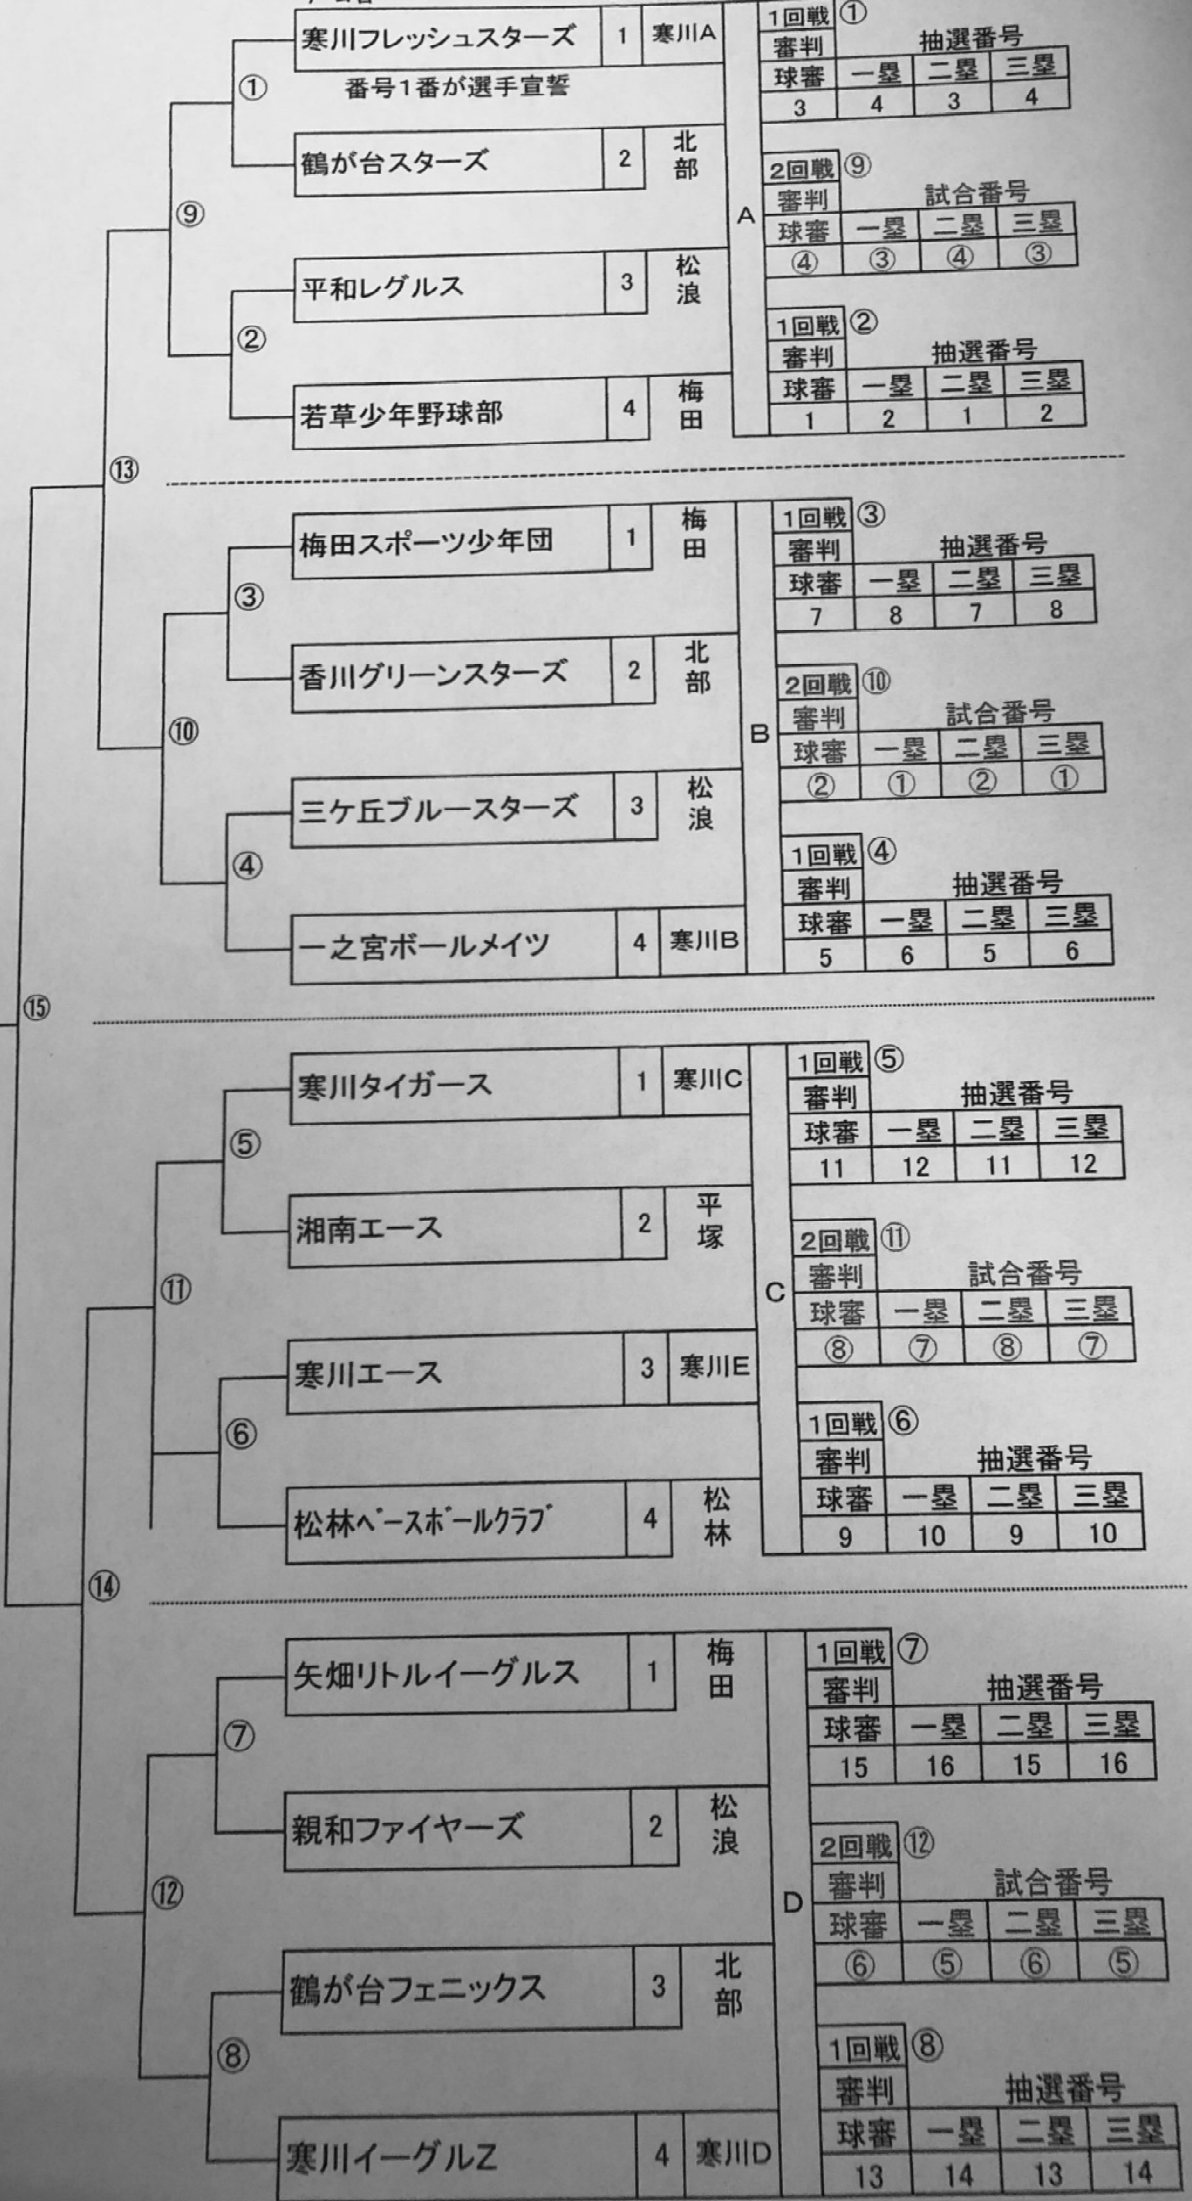 寒川フレッシュスターズ 1 寒川A
番号1番が選手宣誓
①
鶴が台スターズ 2 北部
⑨
平和レグルス 3 松浪
②
若草少年野球部 4 梅田
A
1回戦 ①
審判 抽選番号
球審 一塁 二塁 三塁
3 4 3 4
2回戦 ⑨
審判 試合番号
球審 一塁 二塁 三塁
④ ③ ④ ③
1回戦 ②
審判 抽選番号
球審 一塁 二塁 三塁
1 2 1 2
⑬
梅田スポーツ少年団 1 梅田
③
香川グリーンスターズ 2 北部
⑩
三ケ丘ブルースターズ 3 松浪
④
一之宮ボールメイツ 4 寒川B
B
1回戦 ③
審判 抽選番号
球審 一塁 二塁 三塁
7 8 7 8
2回戦 ⑩
審判 試合番号
球審 一塁 二塁 三塁
② ① ② ①
1回戦 ④
審判 抽選番号
球審 一塁 二塁 三塁
5 6 5 6
⑮
寒川タイガース 1 寒川C
⑤
湘南エース 2 平塚
⑪
寒川エース 3 寒川E
⑥
松林ベースボールクラブ 4 松林
C
1回戦 ⑤
審判 抽選番号
球審 一塁 二塁 三塁
11 12 11 12
2回戦 ⑪
審判 試合番号
球審 一塁 二塁 三塁
⑧ ⑦ ⑧ ⑦
1回戦 ⑥
審判 抽選番号
球審 一塁 二塁 三塁
9 10 9 10
⑭
矢畑リトルイーグルス 1 梅田
⑦
親和ファイヤーズ 2 松浪
⑫
鶴が台フェニックス 3 北部
⑧
寒川イーグルZ 4 寒川D
D
1回戦 ⑦
審判 抽選番号
球審 一塁 二塁 三塁
15 16 15 16
2回戦 ⑫
審判 試合番号
球審 一塁 二塁 三塁
⑥ ⑤ ⑥ ⑤
1回戦 ⑧
審判 抽選番号
球審 一塁 二塁 三塁
13 14 13 14